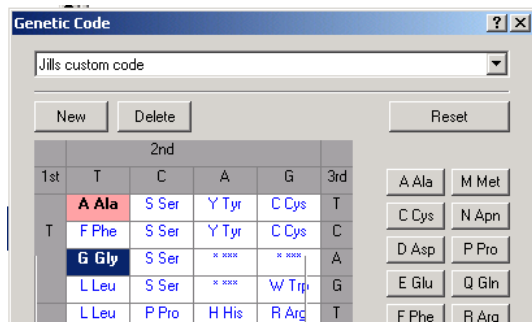 Genetic Code
Jills custom code
New Delete Reset
2nd
1st T C A G 3rd
A Ala S Ser Y Tyr C Cys T
T F Phe S Ser Y Tyr C Cys C
G Gly S Ser * *** * *** A
L Leu S Ser * *** W Trp G
L Leu P Pro H His R Arg T
A Ala M Met
C Cys N Apn
D Asp P Pro
E Glu Q Gln
F Phe R Arg